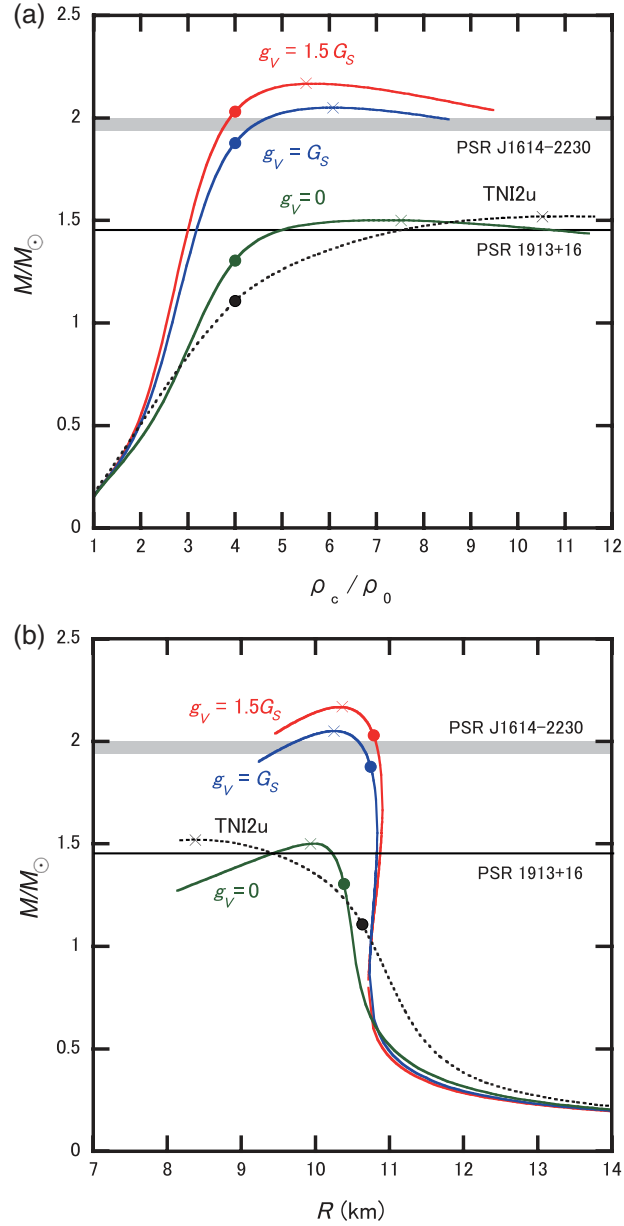 (a)
2.5
g_V = 1.5 G_S
2
PSR J1614-2230
g_V = G_S
TNI2u
g_V = 0
1.5
PSR 1913+16
M/M☉
1
0.5
0
1 2 3 4 5 6 7 8 9 10 11 12
ρ_c / ρ_0
(b)
2.5
g_V = 1.5G_S
PSR J1614-2230
2
g_V = G_S
TNI2u
1.5
PSR 1913+16
g_V = 0
M/M☉
1
0.5
0
7 8 9 10 11 12 13 14
R (km)